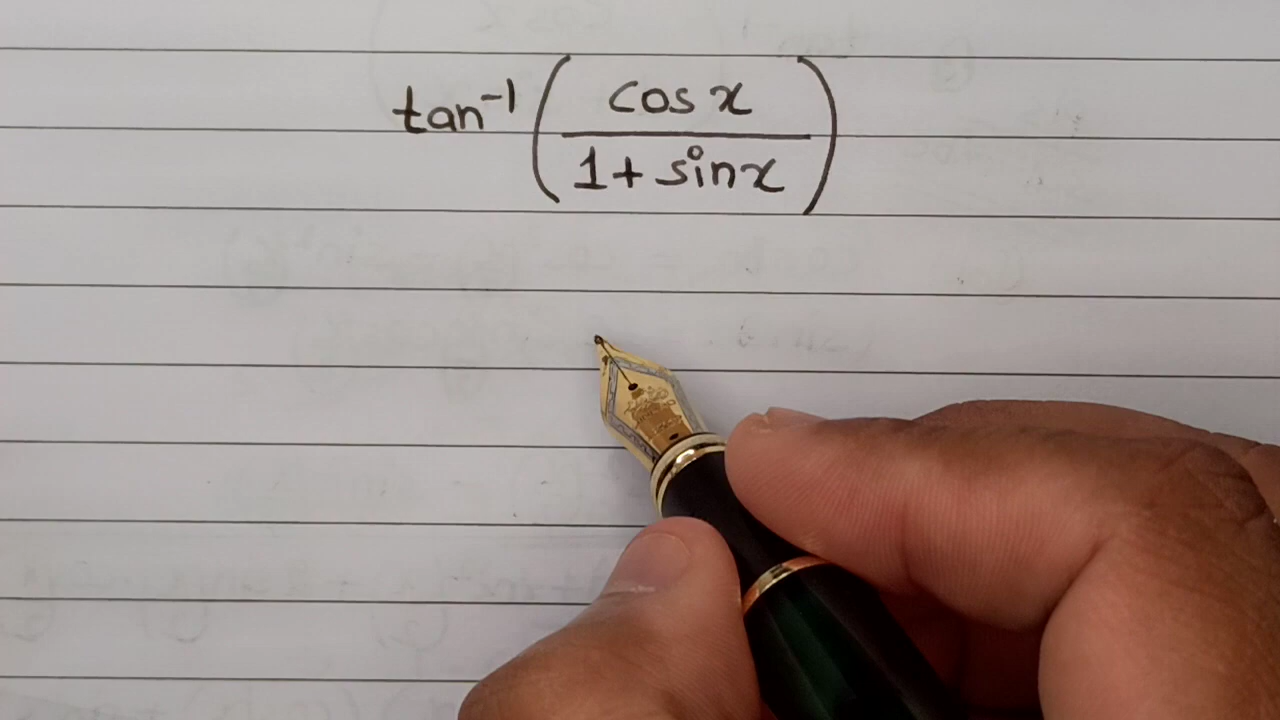 tan⁻¹ (cos x / 1 + sin x)